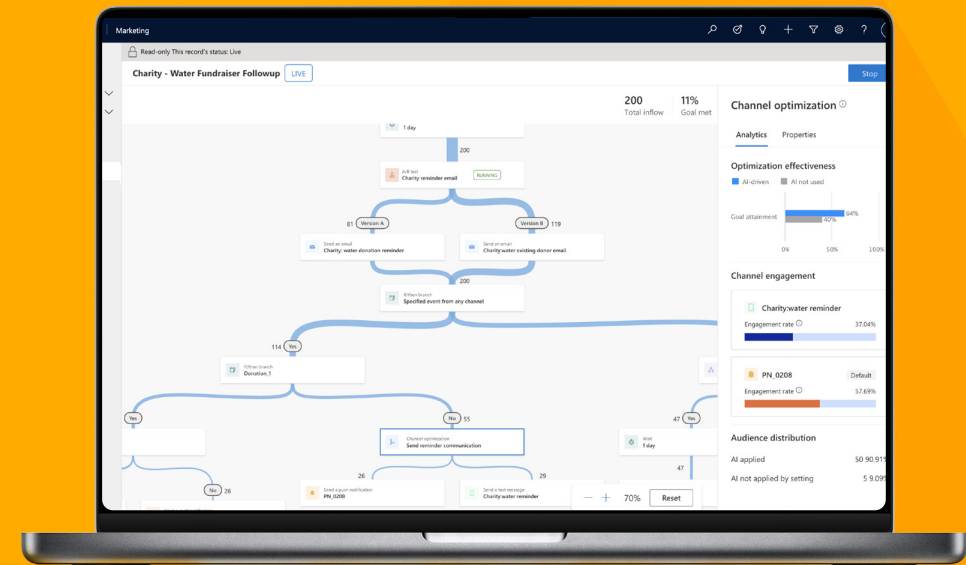 Marketing
Read-only This record's status: Live
Charity - Water Fundraiser Followup LIVE
Stop
200 11%
Total inflow Goal met
Channel optimization
Analytics Properties
Optimization effectiveness
AI-driven AI not used
Goal attainment
64%
40%
0% 50% 100%
Channel engagement
Charity:water reminder
Engagement rate 37.04%
PN_0208 Default
Engagement rate 57.69%
Audience distribution
AI applied 50 90.91%
AI not applied by setting 5 9.09%
1 day
200
A/B test
Charity reminder email RUNNING
81 Version A
Version B 119
Send an email
Charity: water donation reminder
Send an email
Charity:water existing donor email
200
If/then branch
Specified event from any channel
114 Yes
If/then branch
Donation_1
Yes
No 55
47 Yes
Channel optimization
Send reminder communication
Wait
1 day
26
29
47
No 26
Send a push notification
PN_0208
Send a text message
Charity:water reminder
70% Reset